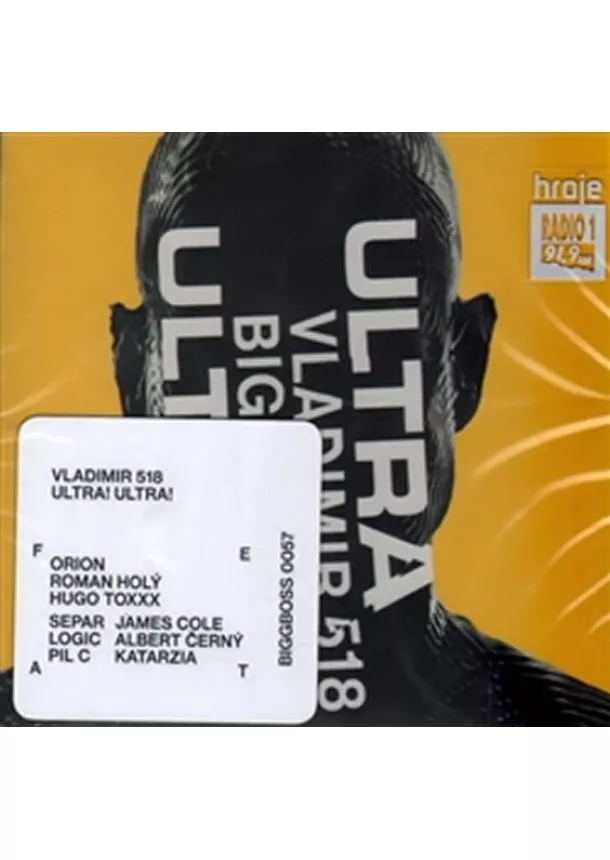 hraje
RADIO 1
91,9 FM
ULTRA
VLADIMIR 518
BIG
ULT
VLADIMIR 518
ULTRA! ULTRA!
F E
ORION
ROMAN HOLÝ
HUGO TOXXX
SEPAR JAMES COLE
LOGIC ALBERT ČERNÝ
PIL C KATARZIA
A T
BIGGBOSS 0057